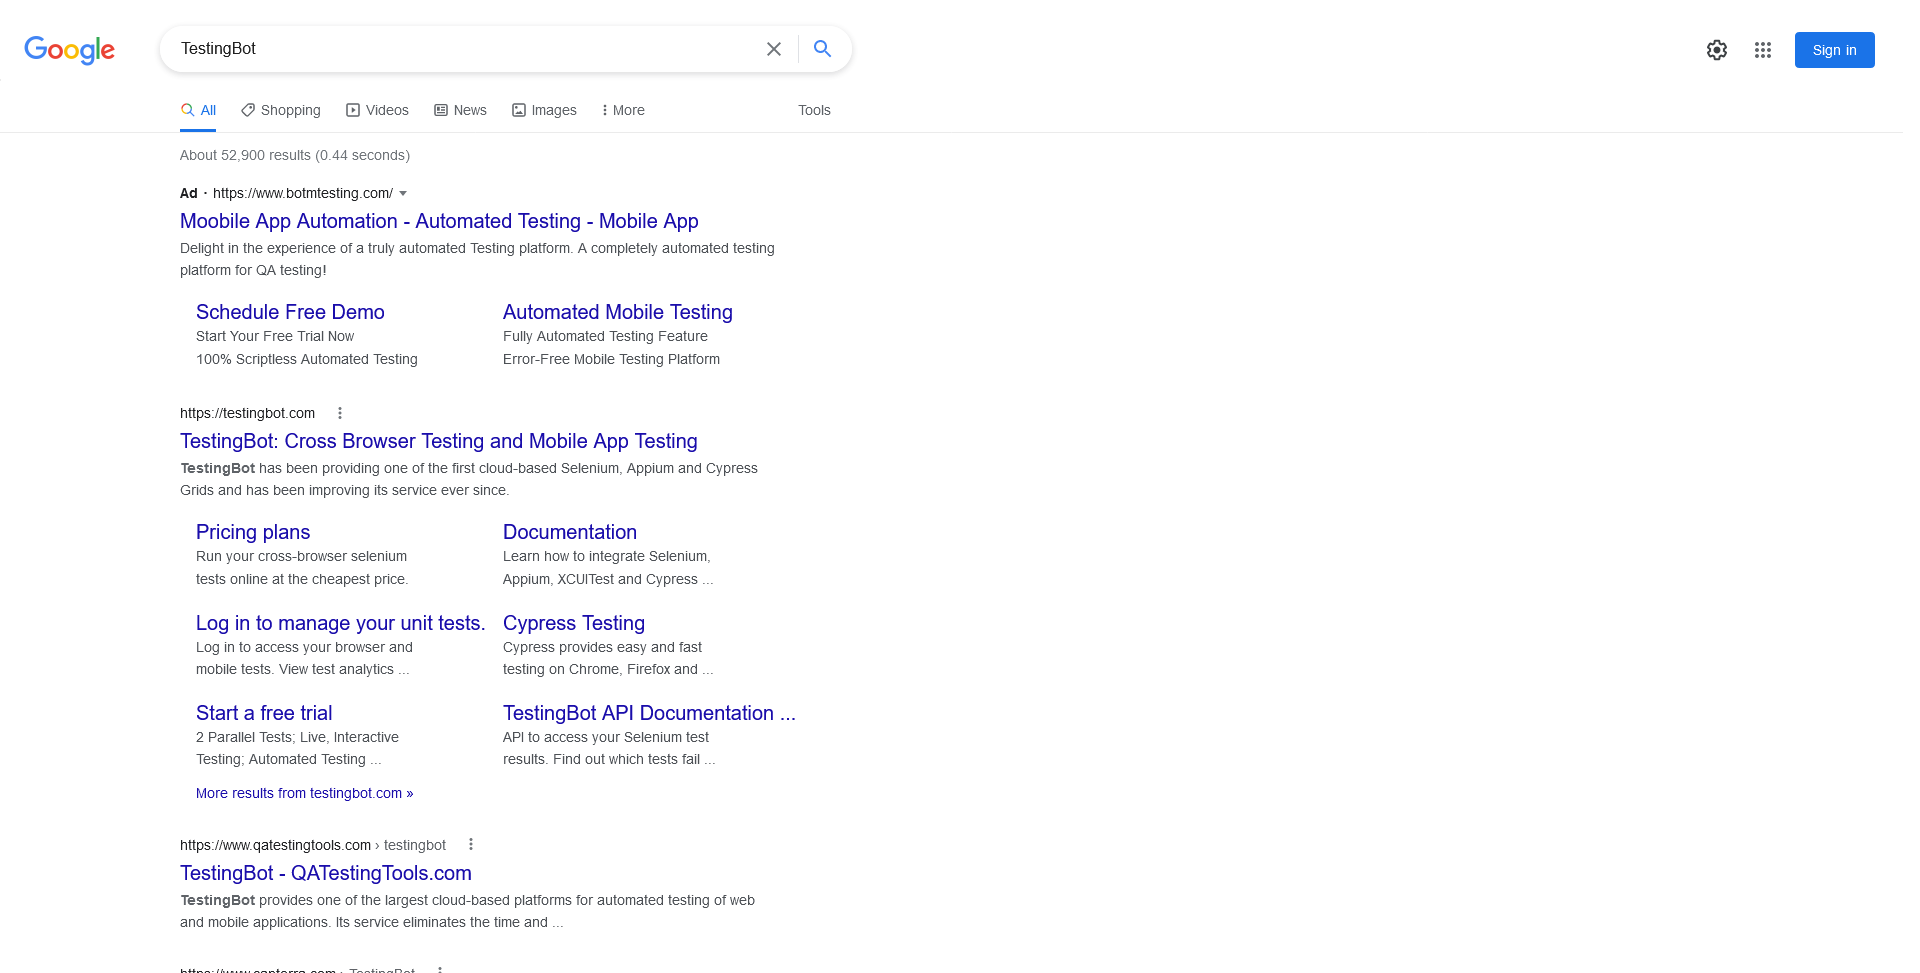 Google
TestingBot
Sign in
All
Shopping
Videos
News
Images
More
Tools
About 52,900 results (0.44 seconds)
Ad · https://www.botmtesting.com/
Moobile App Automation - Automated Testing - Mobile App
Delight in the experience of a truly automated Testing platform. A completely automated testing
platform for QA testing!
Schedule Free Demo
Start Your Free Trial Now
100% Scriptless Automated Testing
Automated Mobile Testing
Fully Automated Testing Feature
Error-Free Mobile Testing Platform
https://testingbot.com
TestingBot: Cross Browser Testing and Mobile App Testing
TestingBot has been providing one of the first cloud-based Selenium, Appium and Cypress
Grids and has been improving its service ever since.
Pricing plans
Run your cross-browser selenium
tests online at the cheapest price.
Documentation
Learn how to integrate Selenium,
Appium, XCUITest and Cypress ...
Log in to manage your unit tests.
Log in to access your browser and
mobile tests. View test analytics ...
Cypress Testing
Cypress provides easy and fast
testing on Chrome, Firefox and ...
Start a free trial
2 Parallel Tests; Live, Interactive
Testing; Automated Testing ...
TestingBot API Documentation ...
API to access your Selenium test
results. Find out which tests fail ...
More results from testingbot.com »
https://www.qatestingtools.com › testingbot
TestingBot - QATestingTools.com
TestingBot provides one of the largest cloud-based platforms for automated testing of web
and mobile applications. Its service eliminates the time and ...
https://www.capterra.com › TestingBot